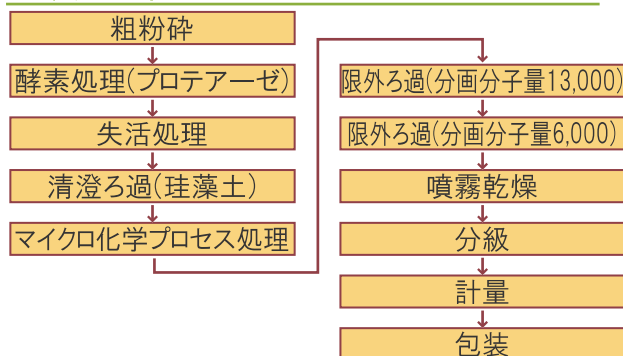 粗粉砕
酵素処理(プロテアーゼ)
失活処理
清澄ろ過(珪藻土)
マイクロ化学プロセス処理
限外ろ過(分画分子量13,000)
限外ろ過(分画分子量6,000)
噴霧乾燥
分級
計量
包装